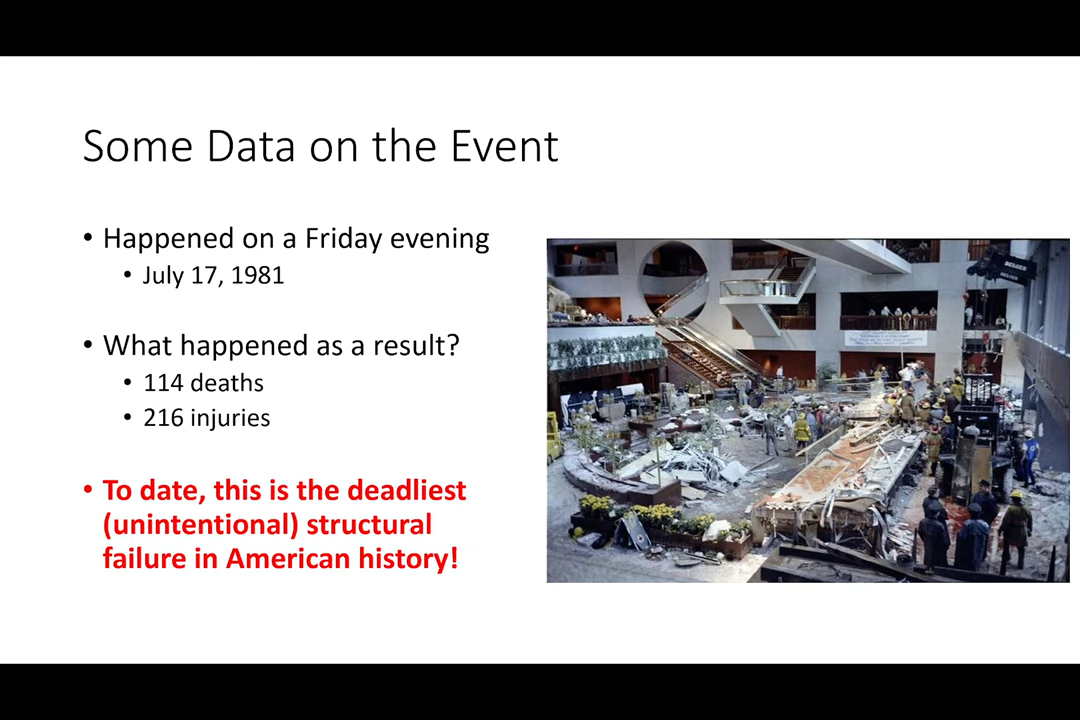 Some Data on the Event
• Happened on a Friday evening
• July 17, 1981
• What happened as a result?
• 114 deaths
• 216 injuries
• To date, this is the deadliest
(unintentional) structural
failure in American history!